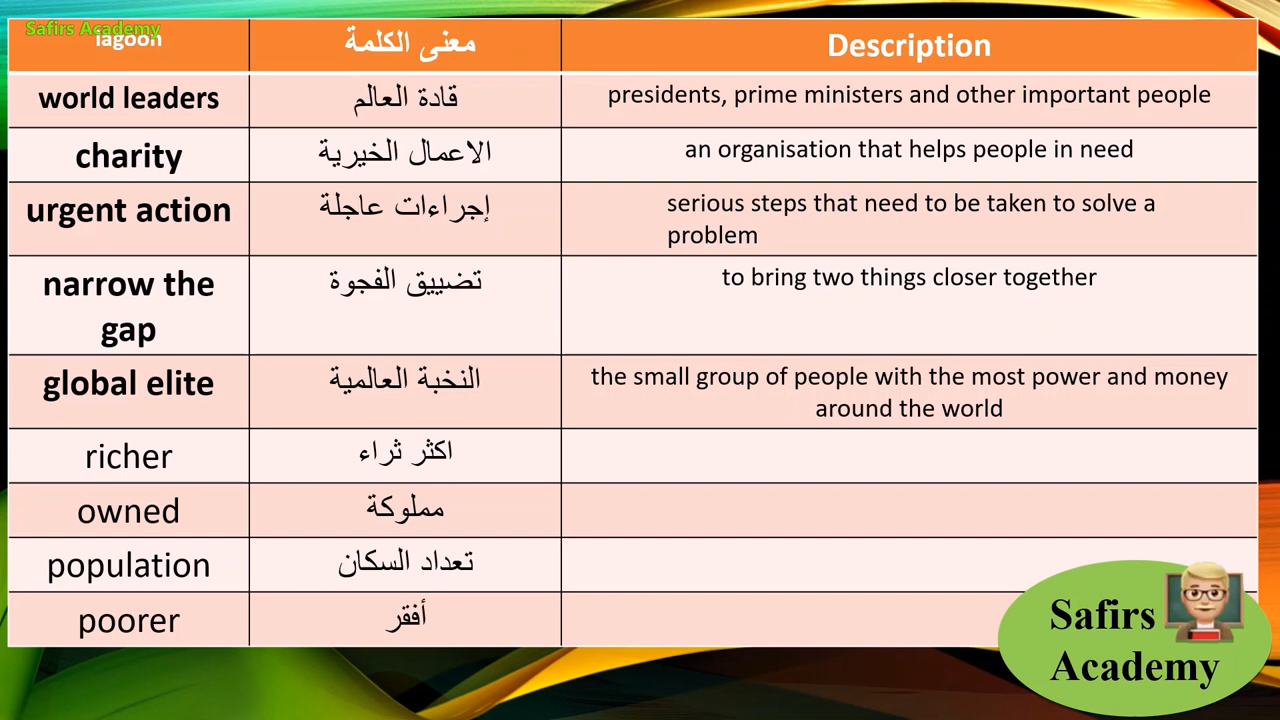 Safirs Academy
lagoon
معنى الكلمة
Description
world leaders
قادة العالم
presidents, prime ministers and other important people
charity
الاعمال الخيرية
an organisation that helps people in need
urgent action
إجراءات عاجلة
serious steps that need to be taken to solve a
problem
narrow the
gap
تضييق الفجوة
to bring two things closer together
global elite
النخبة العالمية
the small group of people with the most power and money
around the world
richer
اكثر ثراء
owned
مملوكة
population
تعداد السكان
poorer
أفقر
Safirs
Academy